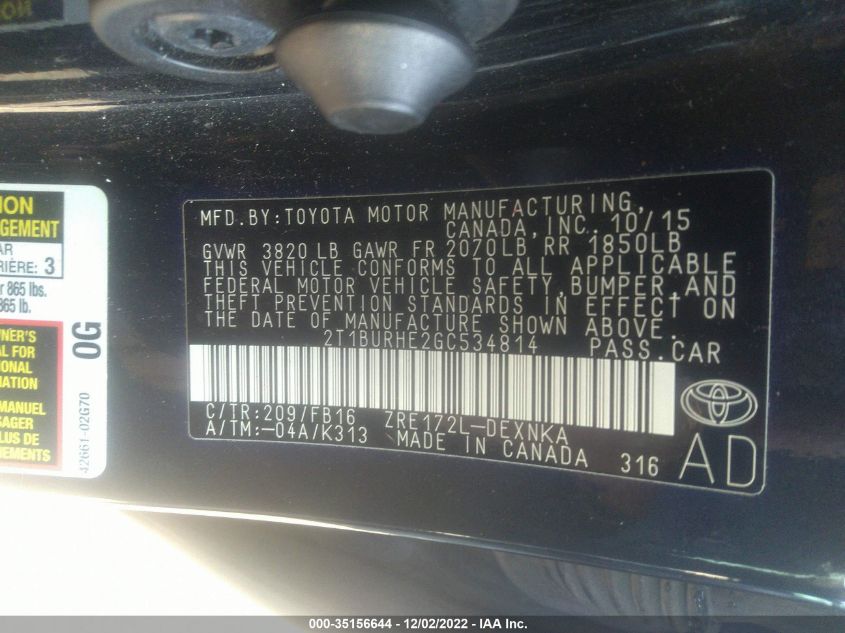 ION
GEMENT
AR
RIÈRE: 3
865 lbs.
865 lb.
NER'S
AL FOR
IONAL
MATION
MANUEL
SAGER
LUS DE
EMENTS
0G
42661-02G70
MFD.BY:TOYOTA MOTOR MANUFACTURING,
CANADA,INC. 10/15
GVWR 3820 LB GAWR FR 2070LB RR 1850LB
THIS VEHICLE CONFORMS TO ALL APPLICABLE
FEDERAL MOTOR VEHICLE SAFETY,BUMPER,AND
THEFT PREVENTION STANDARDS IN EFFECT ON
THE DATE OF MANUFACTURE SHOWN ABOVE.
2T1BURHE2GC534814 PASS.CAR
C/TR:209/FB16 ZRE172L-DEXNKA
A/TM:-04A/K313 MADE IN CANADA 316 AD
000-35156644 - 12/02/2022 - IAA Inc.